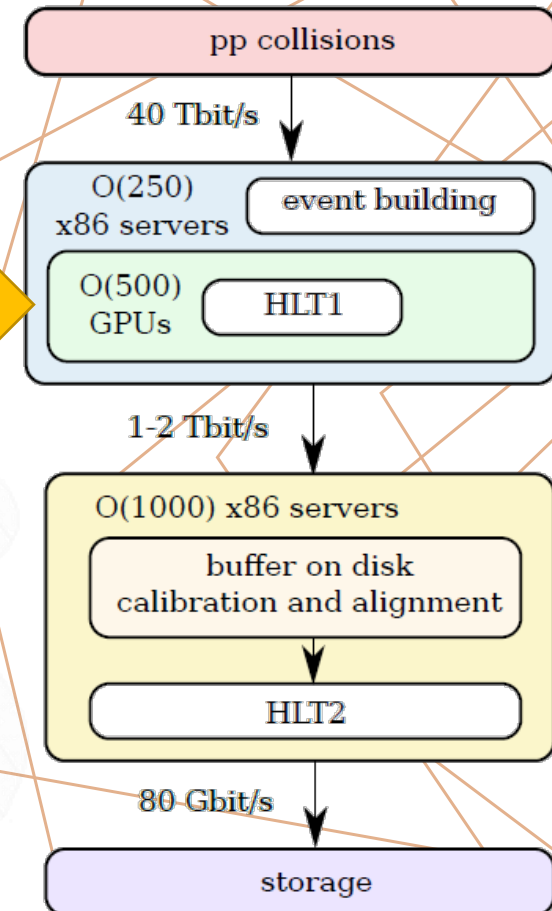 pp collisions
40 Tbit/s
O(250)
x86 servers
event building
O(500)
GPUs
HLT1
1-2 Tbit/s
O(1000) x86 servers
buffer on disk
calibration and alignment
HLT2
80 Gbit/s
storage